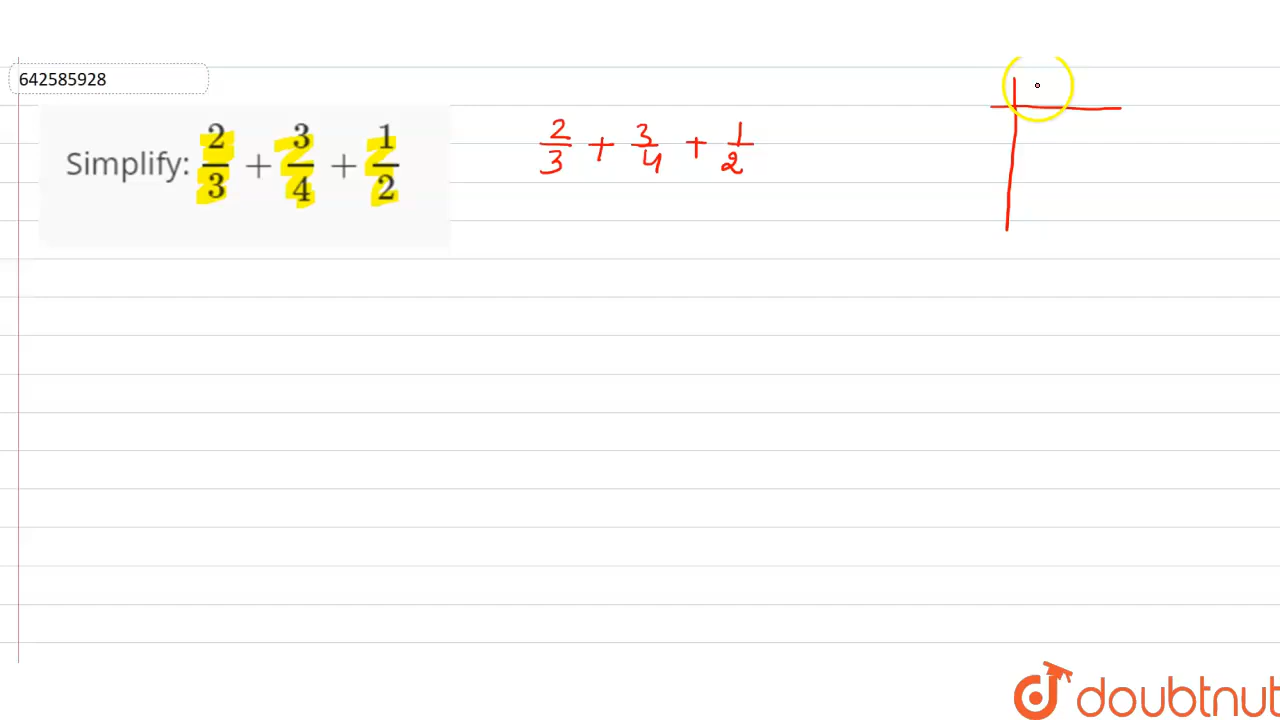 642585928
Simplify: 2/3 + 3/4 + 1/2
2/3 + 3/4 + 1/2
doubtnut